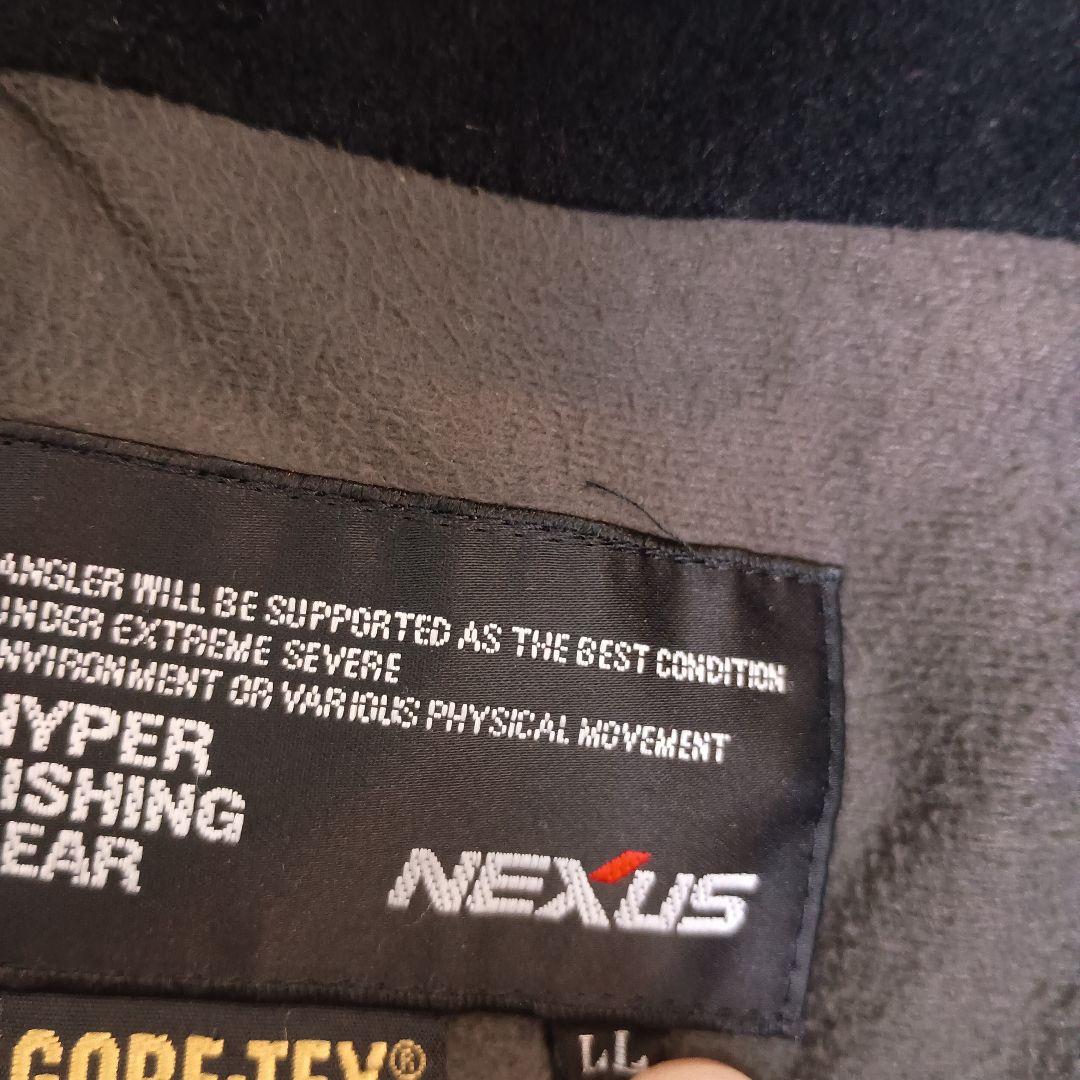 ANGLER WILL BE SUPPORTED AS THE BEST CONDITION
UNDER EXTREME SEVERE
ENVIRONMENT OR VARIOUS PHYSICAL MOVEMENT
HYPER
FISHING
GEAR
NEXUS
GORE-TEX®
LL